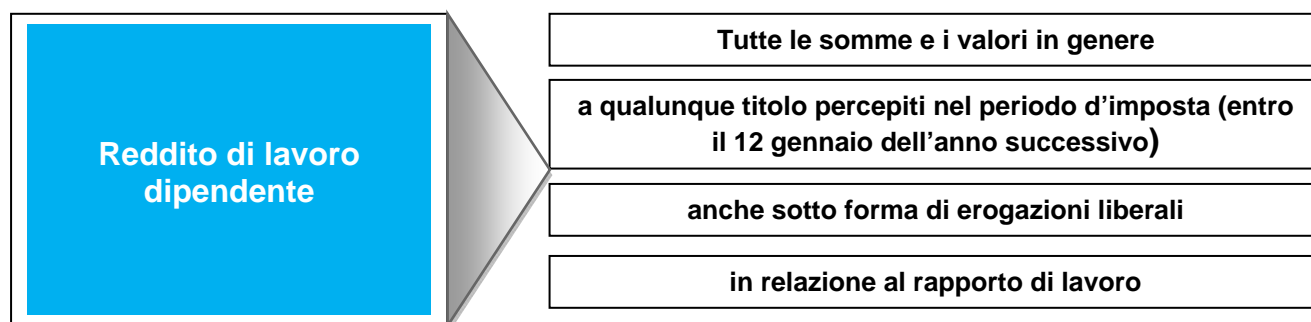 Reddito di lavoro
dipendente
Tutte le somme e i valori in genere
a qualunque titolo percepiti nel periodo d'imposta (entro
il 12 gennaio dell'anno successivo)
anche sotto forma di erogazioni liberali
in relazione al rapporto di lavoro